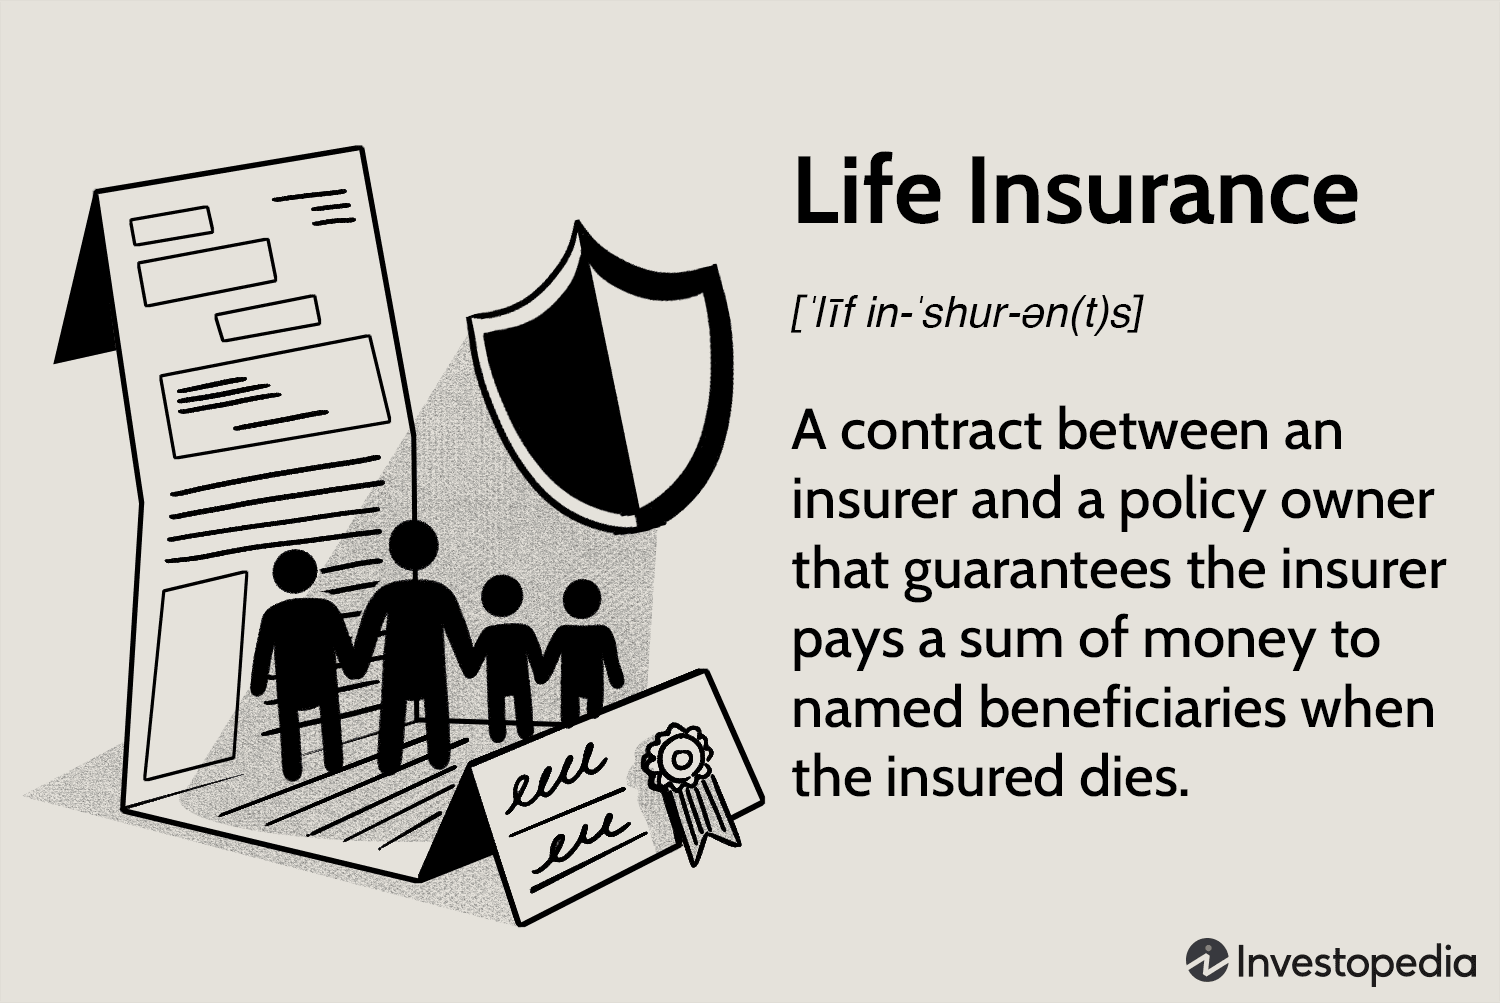 Life Insurance
[ˈlīf in-ˈshur-ən(t)s]
A contract between an
insurer and a policy owner
that guarantees the insurer
pays a sum of money to
named beneficiaries when
the insured dies.
Investopedia